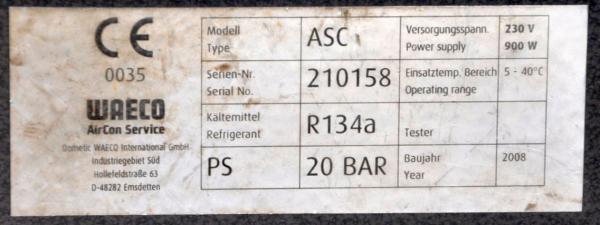 CE
0035
WAECO
AirCon Service
Dometic WAECO International GmbH
Industriegebiet Süd
Hollefeldstraße 63
D-48282 Emsdetten
Modell
Type
ASC
Versorgungsspann.
Power supply
230 V
900 W
Serien-Nr.
Serial No.
210158
Einsatztemp. Bereich
Operating range
5 - 40°C
Kältemittel
Refrigerant
R134a
Tester
PS
20 BAR
Baujahr
Year
2008